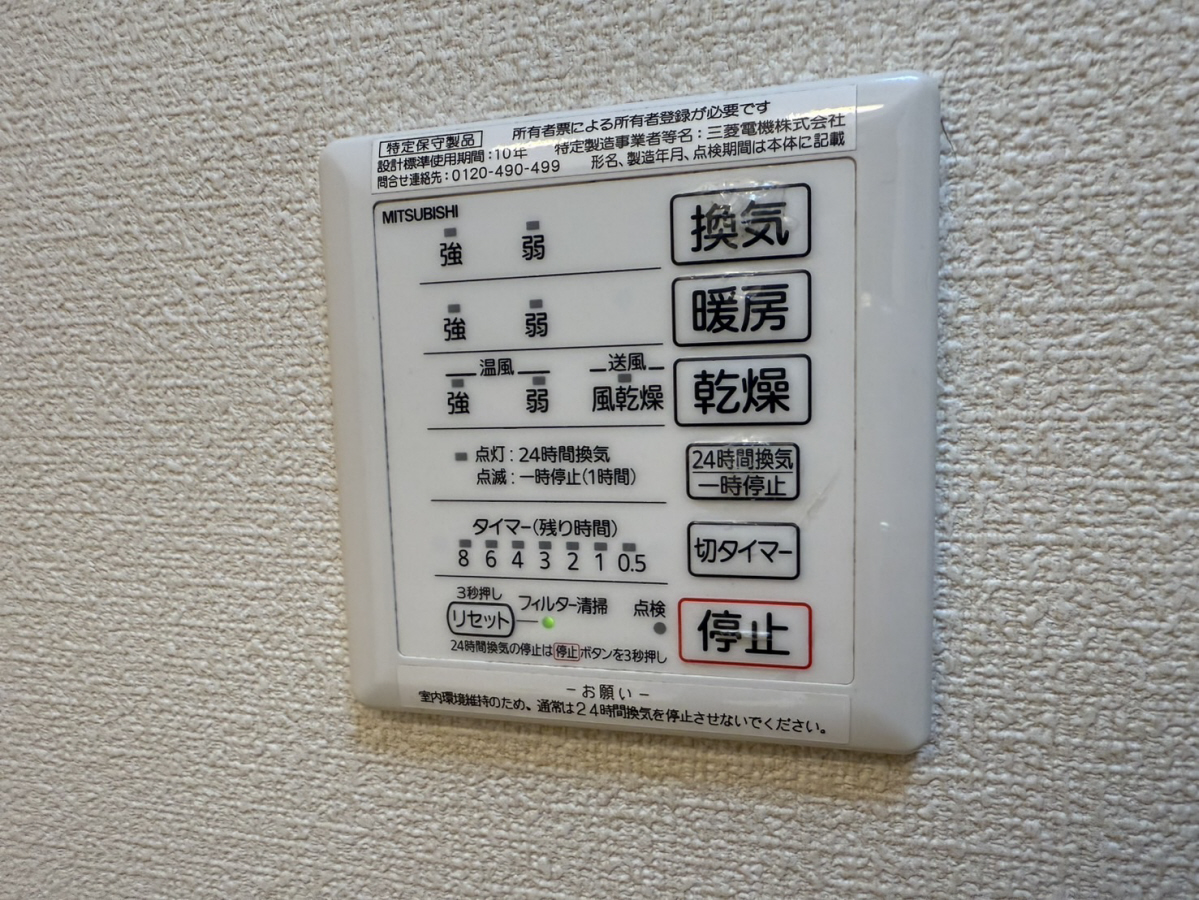 特定保守製品 所有者票による所有者登録が必要です
設計標準使用期間:10年 特定製造事業者等名:三菱電機株式会社
問合せ連絡先:0120-490-499 形名、製造年月、点検期間は本体に記載
MITSUBISHI
強 弱 換気
強 弱 暖房
温風 送風
強 弱 風乾燥 乾燥
点灯:24時間換気
点滅:一時停止(1時間)
24時間換気
一時停止
タイマー(残り時間)
8 6 4 3 2 1 0.5
切タイマー
3秒押し
リセット フィルター清掃 点検
停止
24時間換気の停止は停止ボタンを3秒押し
－お願い－
室内環境維持のため、通常は24時間換気を停止させないでください。